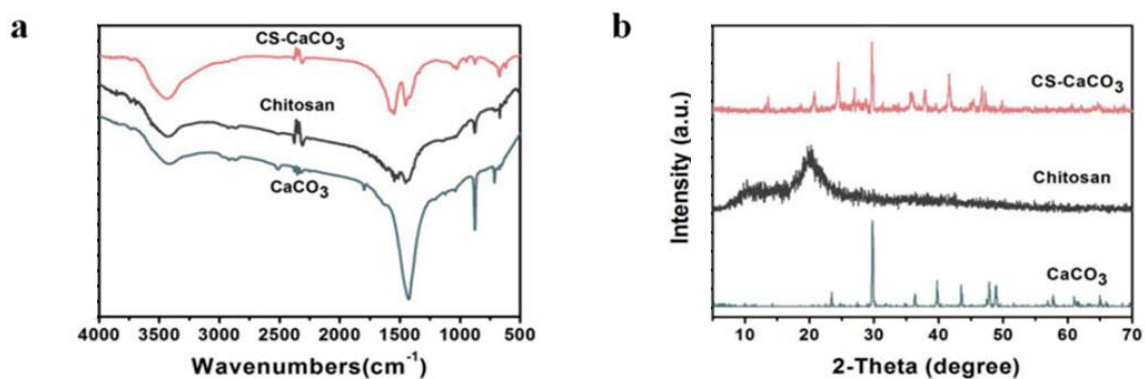 a
CS-CaCO₃
Chitosan
CaCO₃
4000 3500 3000 2500 2000 1500 1000 500
Wavenumbers(cm⁻¹)
b
Intensity (a.u.)
CS-CaCO₃
Chitosan
CaCO₃
10 20 30 40 50 60 70
2-Theta (degree)